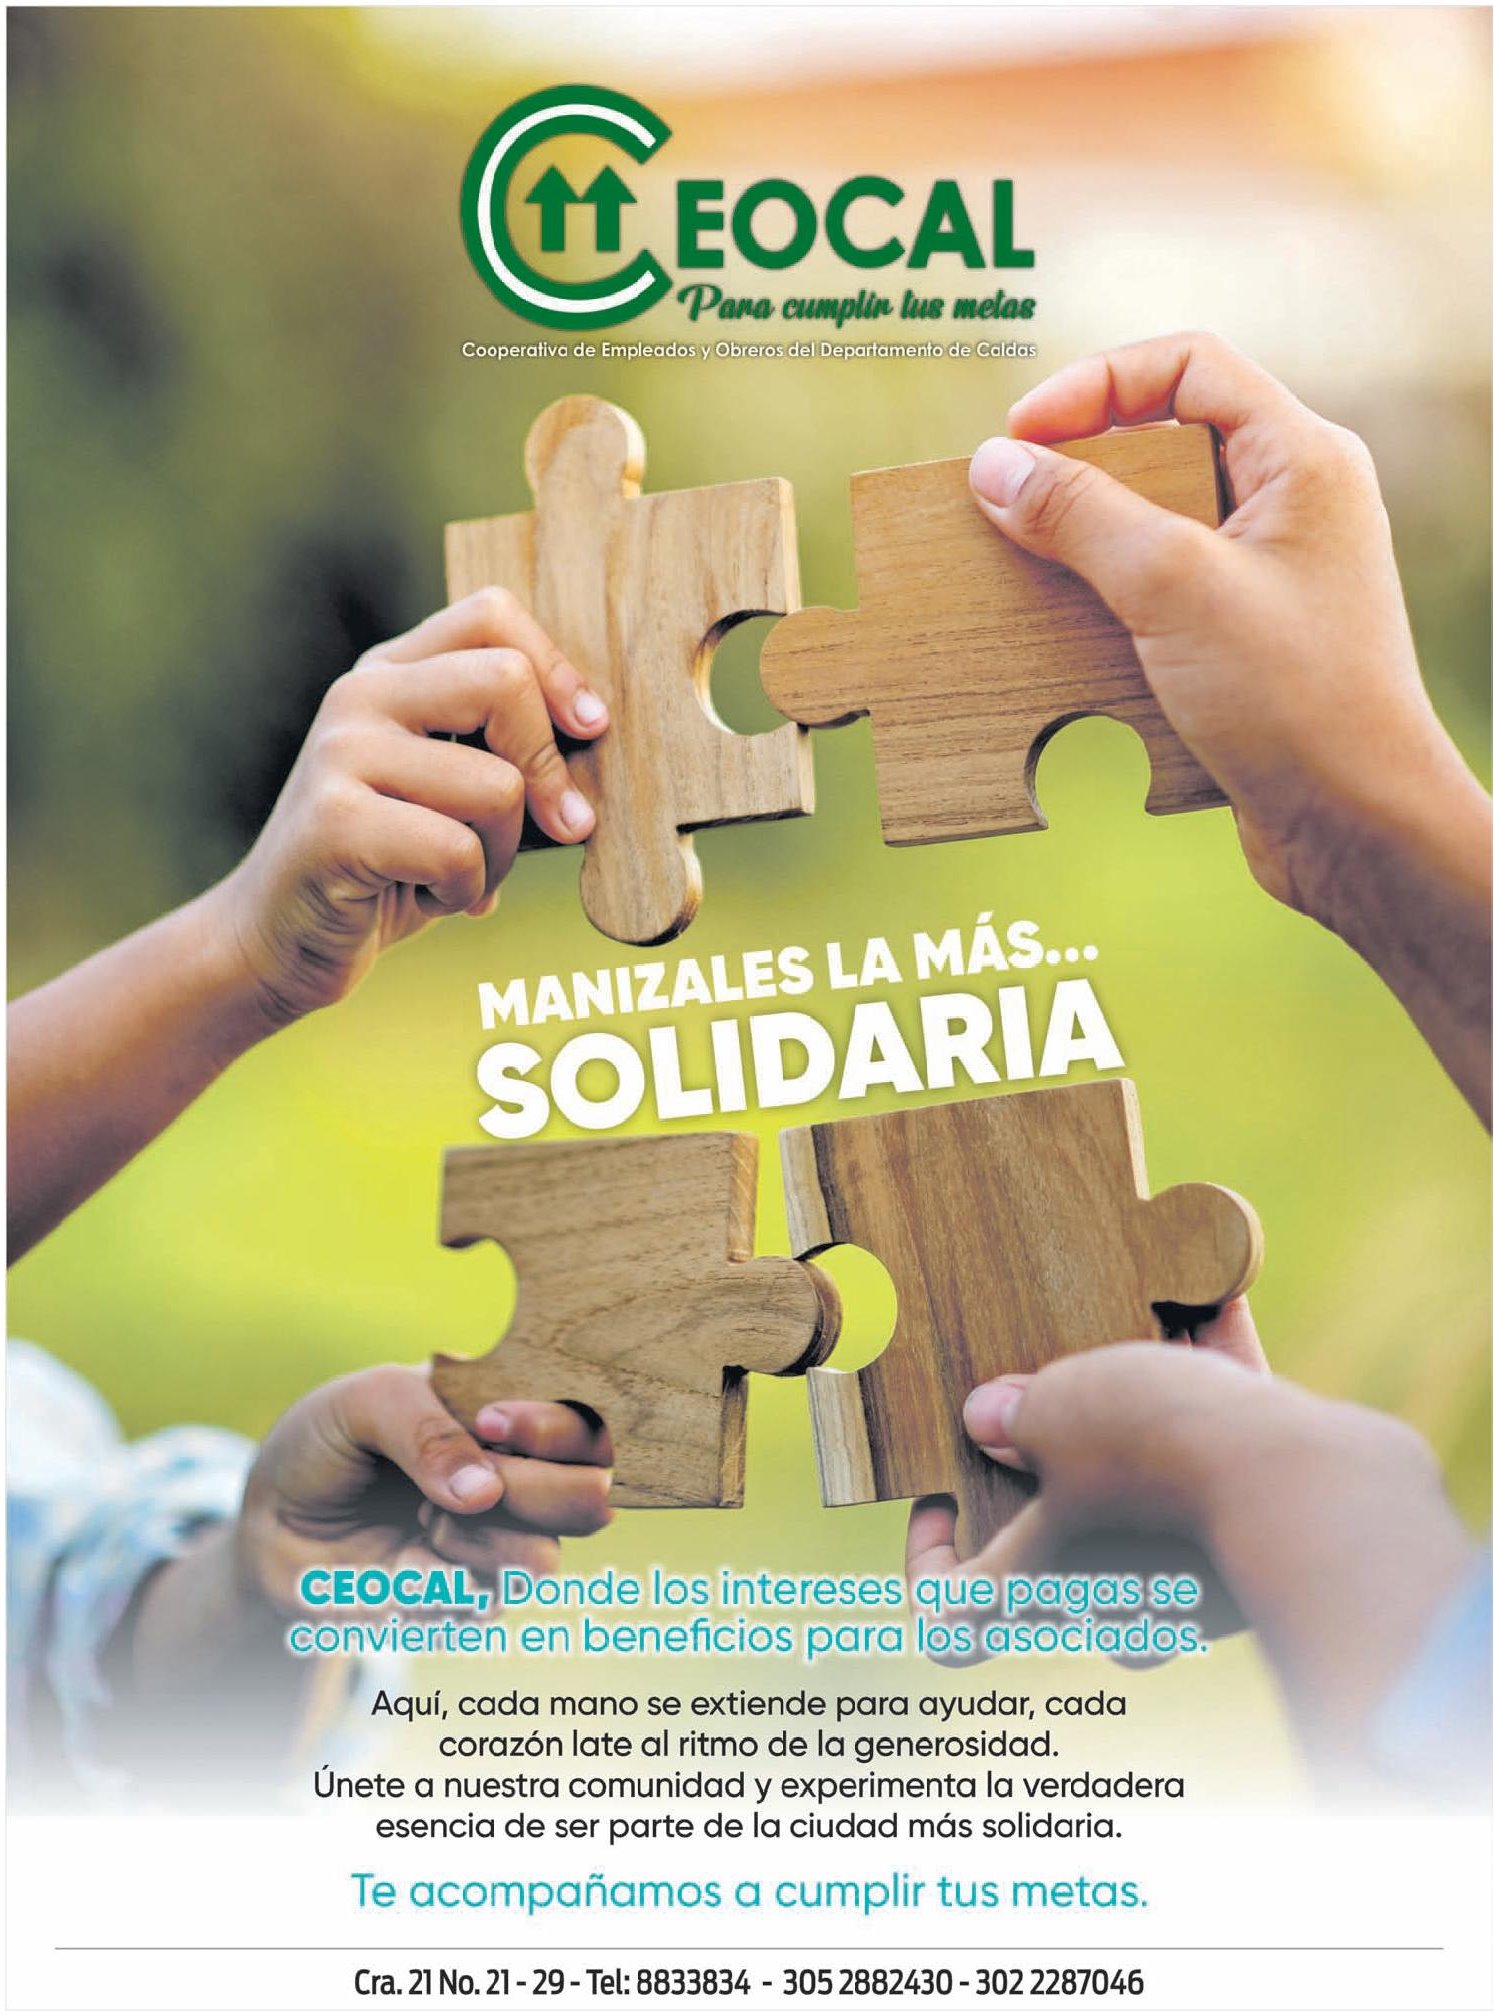 CEOCAL
Para cumplir tus metas
Cooperativa de Empleados y Obreros del Departamento de Caldas
MANIZALES LA MÁS...
SOLIDARIA
CEOCAL, Donde los intereses que pagas se
convierten en beneficios para los asociados.
Aquí, cada mano se extiende para ayudar, cada
corazón late al ritmo de la generosidad.
Únete a nuestra comunidad y experimenta la verdadera
esencia de ser parte de la ciudad más solidaria.
Te acompañamos a cumplir tus metas.
Cra. 21 No. 21 - 29 - Tel: 8833834 - 305 2882430 - 302 2287046